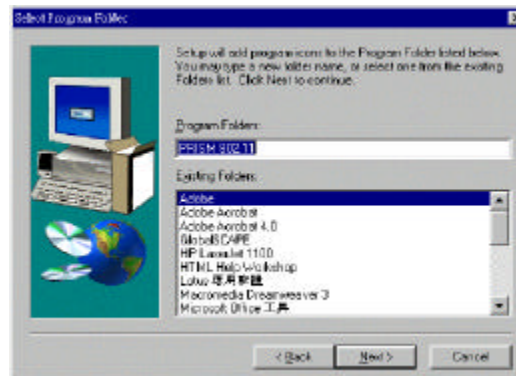 Select Program Folder
Setup will add program icons to the Program Folder listed below.
You may type a new folder name, or select one from the existing
Folders list. Click Next to continue.
Program Folders:
PRISM 802.11
Existing Folders:
Adobe
Adobe Acrobat
Adobe Acrobat 4.0
GlobalSCAPE
HP LaserJet 1100
HTML Help Workshop
Lotus 應用軟體
Macromedia Dreamweaver 3
Microsoft Office 工具
< Back
Next >
Cancel